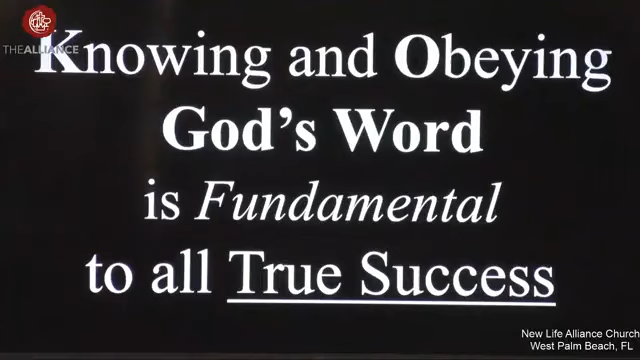 THEALLIANCE
Knowing and Obeying
God's Word
is Fundamental
to all True Success
New Life Alliance Church
West Palm Beach, FL